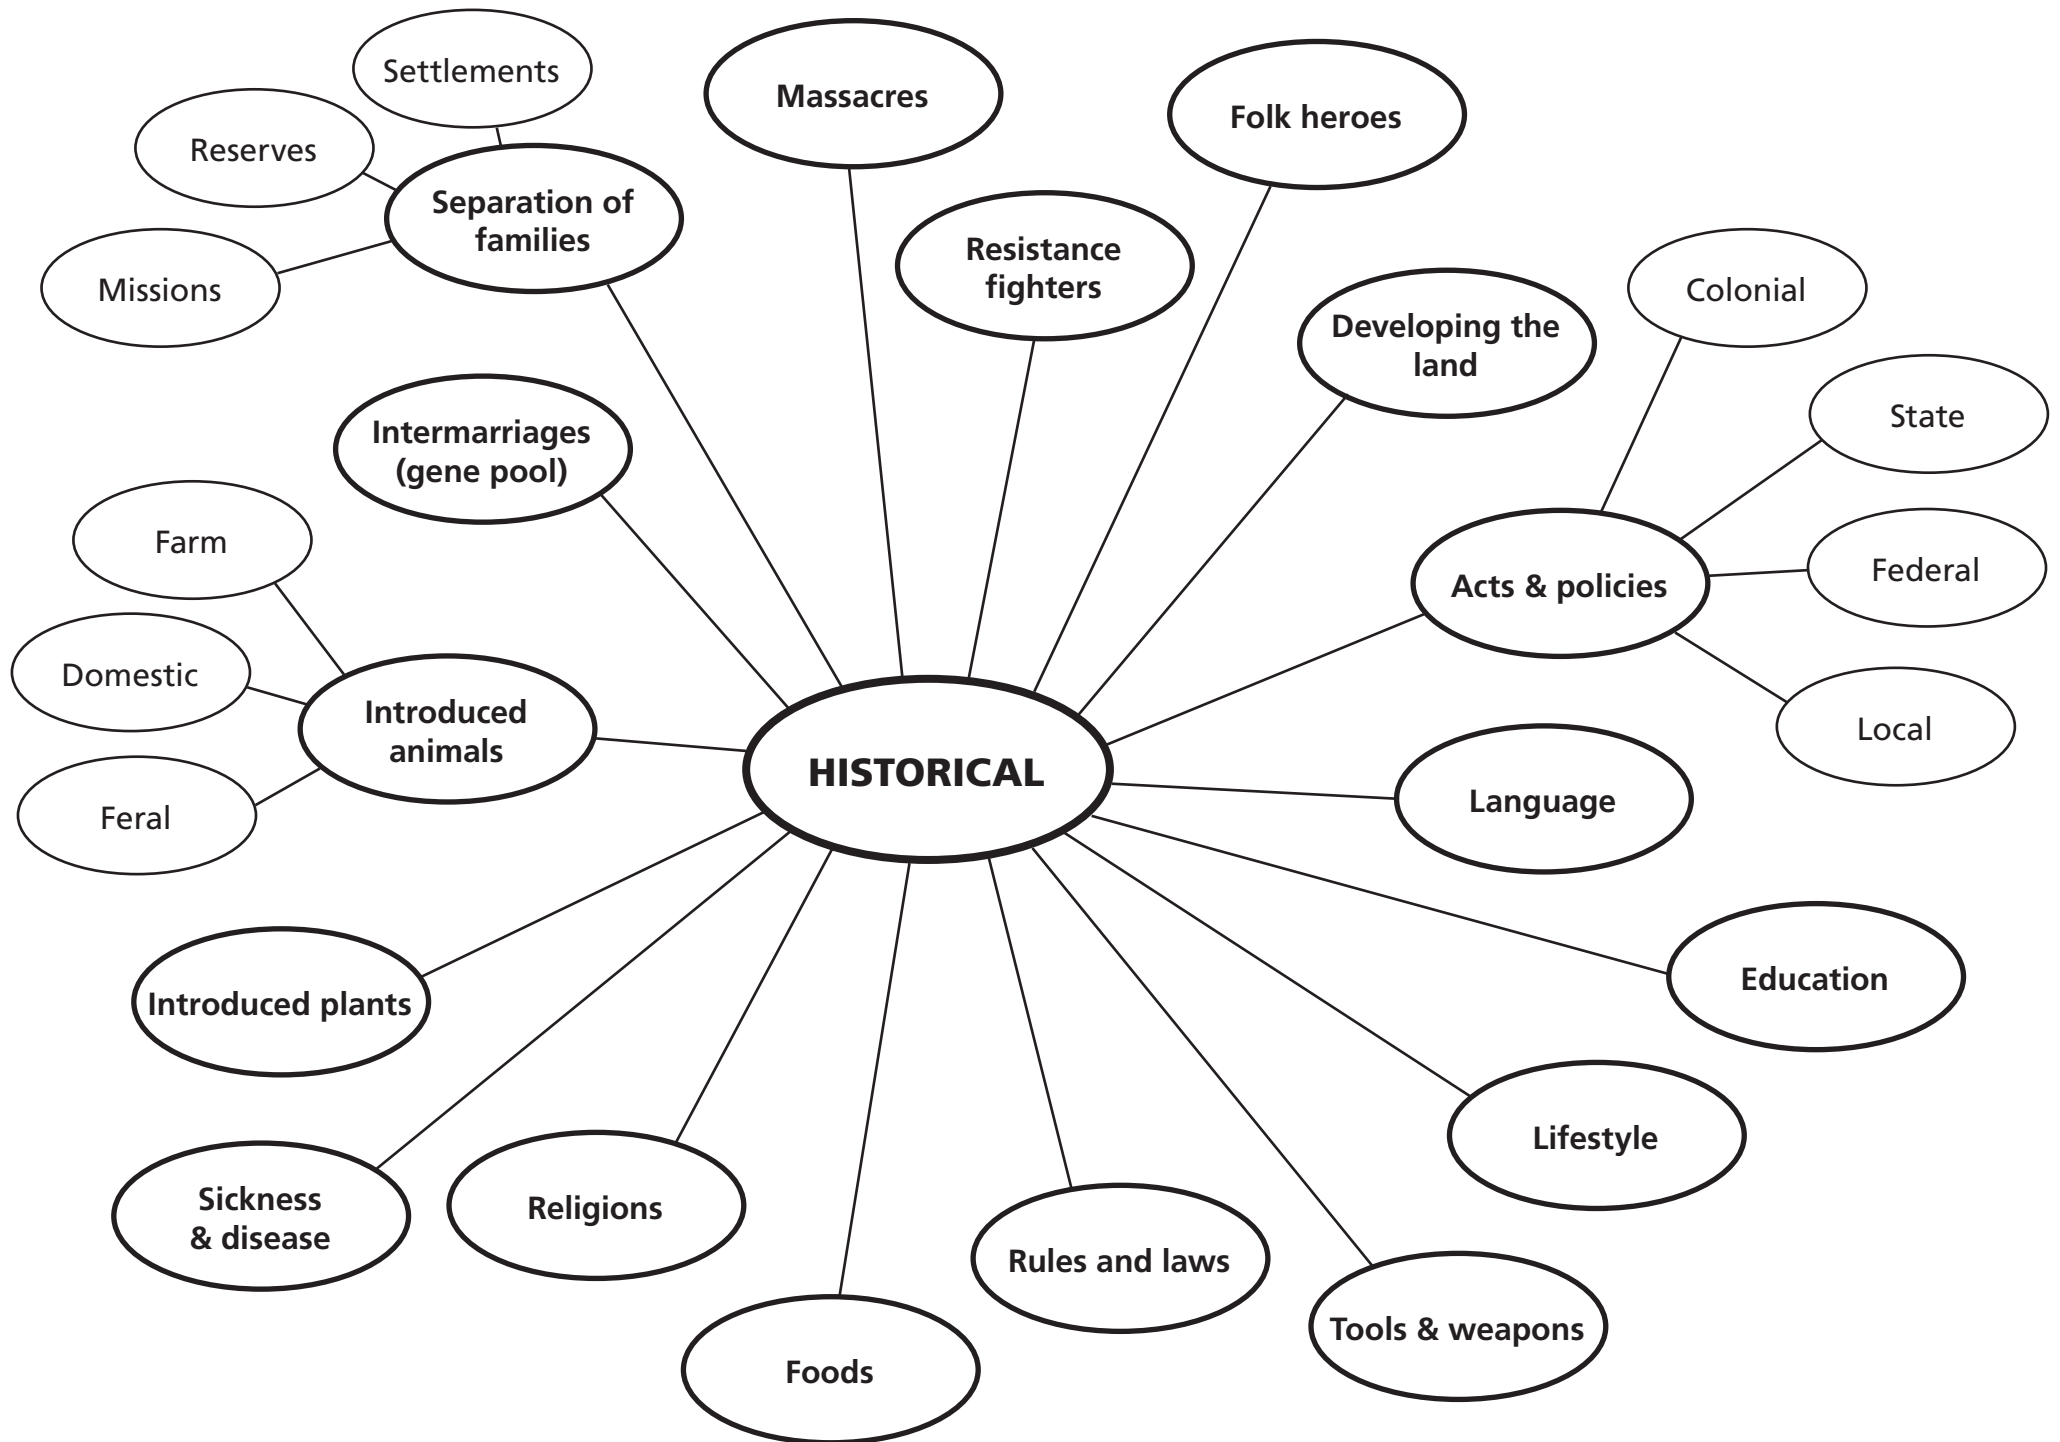 Settlements
Massacres
Folk heroes
Reserves
Separation of
families
Resistance
fighters
Missions
Colonial
Developing the
land
State
Intermarriages
(gene pool)
Farm
Federal
Acts & policies
Domestic
Introduced
animals
Local
HISTORICAL
Language
Feral
Education
Introduced plants
Lifestyle
Sickness
& disease
Religions
Rules and laws
Tools & weapons
Foods